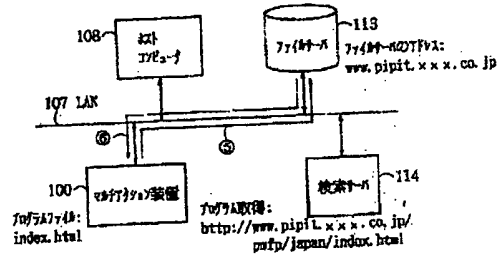 108
ホスト
コンピュータ
113
ファイルサーバ
ファイルサーバのアドレス:
www.pipit.×××.co.jp
107 LAN
⑥
⑤
100
マルチファンクション装置
プログラムファイル:
index.html
検索サーバ
114
プログラム取得:
http://www.pipit.×××.co.jp/
pwfp/japan/index.html